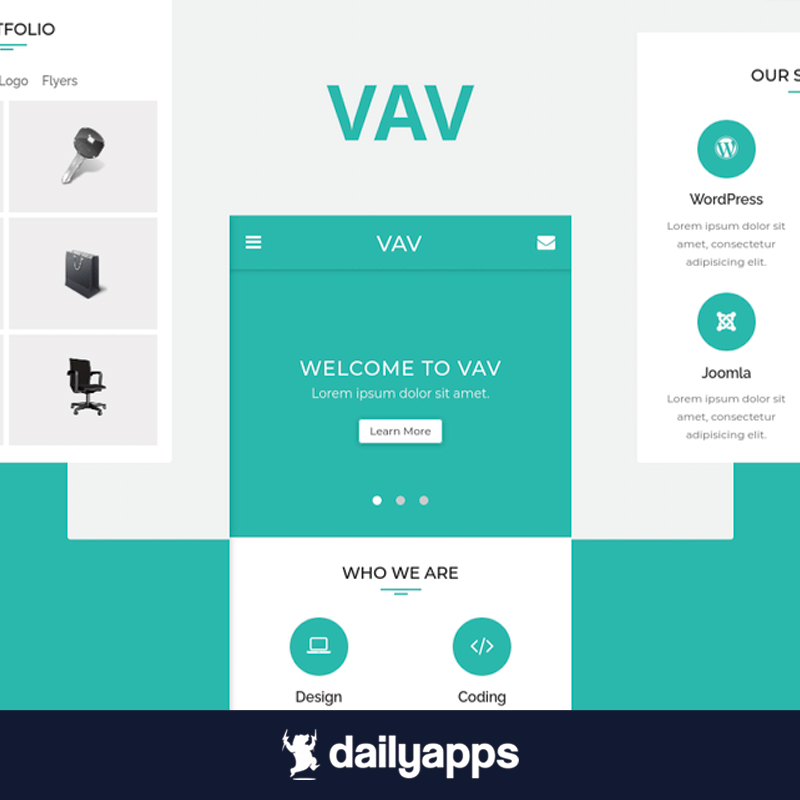 TFOLIO
Logo Flyers
VAV
VAV
WELCOME TO VAV
Lorem ipsum dolor sit amet.
Learn More
WHO WE ARE
Design
Coding
OUR S
WordPress
Lorem ipsum dolor sit
amet, consectetur
adipisicing elit.
Joomla
Lorem ipsum dolor sit
amet, consectetur
adipisicing elit.
dailyapps